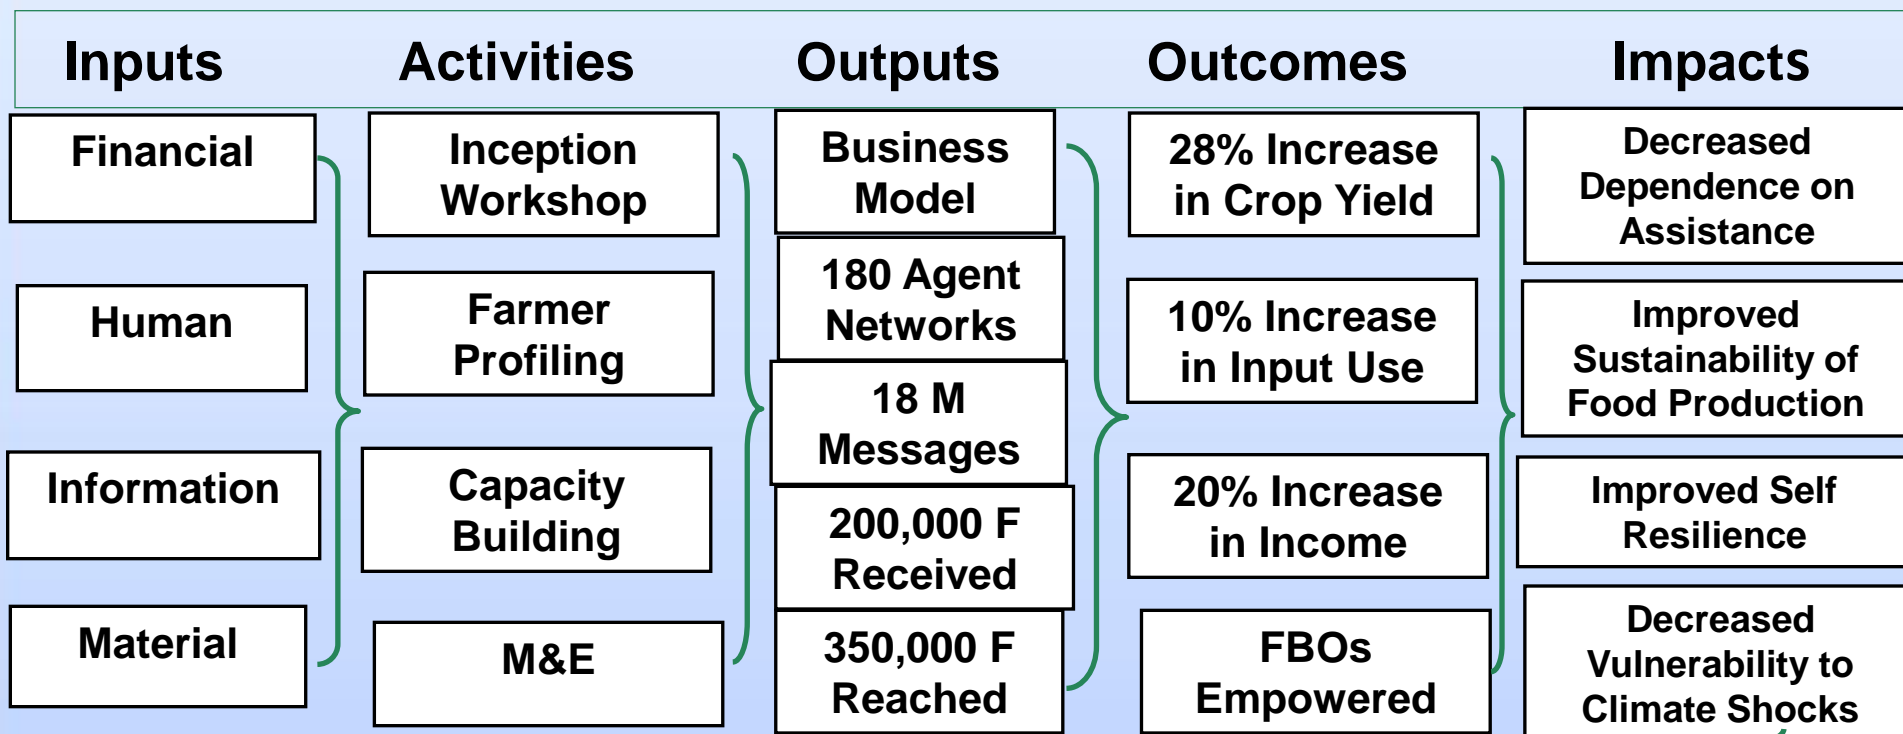 Inputs
Activities
Outputs
Outcomes
Impacts
Financial
Human
Information
Material
Inception
Workshop
Farmer
Profiling
Capacity
Building
M&E
Business
Model
180 Agent
Networks
18 M
Messages
200,000 F
Received
350,000 F
Reached
28% Increase
in Crop Yield
10% Increase
in Input Use
20% Increase
in Income
FBOs
Empowered
Decreased
Dependence on
Assistance
Improved
Sustainability of
Food Production
Improved Self
Resilience
Decreased
Vulnerability to
Climate Shocks